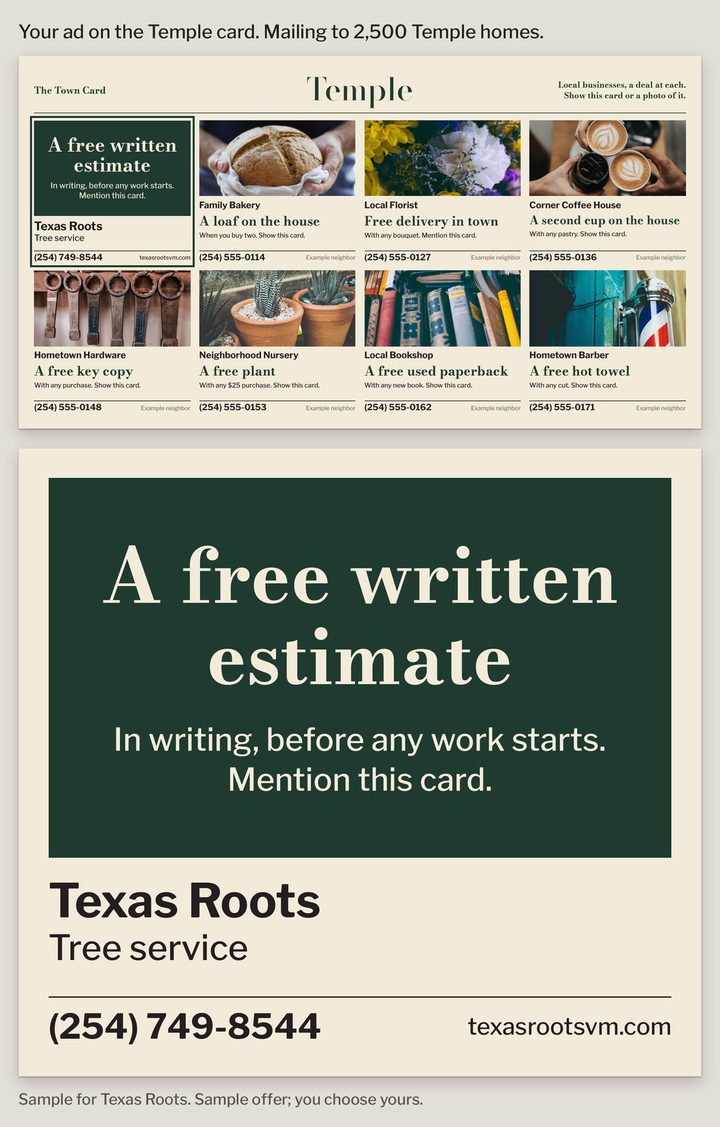 Your ad on the Temple card. Mailing to 2,500 Temple homes.
The Town Card
Temple
Local businesses, a deal at each.
Show this card or a photo of it.
A free written
estimate
In writing, before any work starts.
Mention this card.
Texas Roots
Tree service
(254) 749-8544
texasrootsvm.com
Family Bakery
A loaf on the house
When you buy two. Show this card.
(254) 555-0114
Example neighbor
Local Florist
Free delivery in town
With any bouquet. Mention this card.
(254) 555-0127
Example neighbor
Corner Coffee House
A second cup on the house
With any pastry. Show this card.
(254) 555-0136
Example neighbor
Hometown Hardware
A free key copy
With any purchase. Show this card.
(254) 555-0148
Example neighbor
Neighborhood Nursery
A free plant
With any $25 purchase. Show this card.
(254) 555-0153
Example neighbor
Local Bookshop
A free used paperback
With any new book. Show this card.
(254) 555-0162
Example neighbor
Hometown Barber
A free hot towel
With any cut. Show this card.
(254) 555-0171
Example neighbor
A free written
estimate
In writing, before any work starts.
Mention this card.
Texas Roots
Tree service
(254) 749-8544
texasrootsvm.com
Sample for Texas Roots. Sample offer; you choose yours.